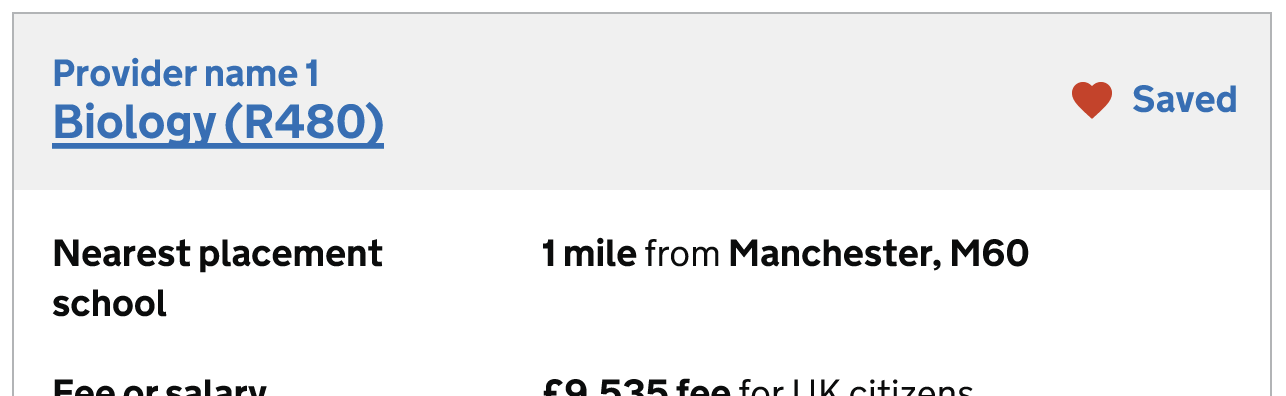 Provider name 1
Biology (R480)
Saved
Nearest placement school
1 mile from Manchester, M60
Fee or salary
£9,535 fee for UK citizens